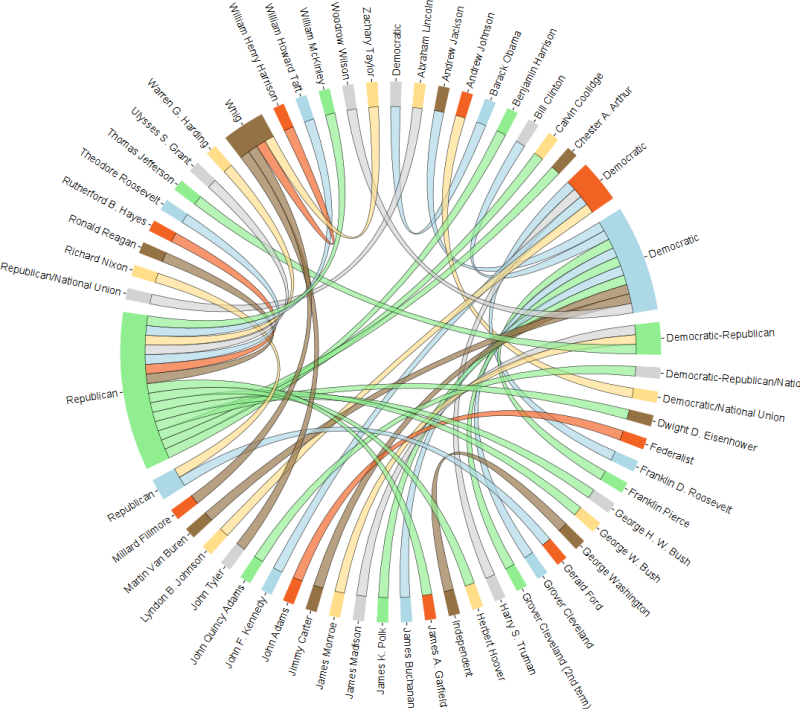 Democratic
Abraham Lincoln
Andrew Jackson
Andrew Johnson
Barack Obama
Benjamin Harrison
Bill Clinton
Calvin Coolidge
Chester A. Arthur
Democratic
Democratic
Democratic-Republican
Democratic-Republican/Natio
Democratic/National Union
Dwight D. Eisenhower
Federalist
Franklin D. Roosevelt
Franklin Pierce
George H. W. Bush
George W. Bush
George Washington
Gerald Ford
Grover Cleveland
Grover Cleveland (2nd term)
Harry S. Truman
Herbert Hoover
Independent
James A. Garfield
James Buchanan
James K. Polk
James Madison
James Monroe
Jimmy Carter
John Adams
John F. Kennedy
John Quincy Adams
John Tyler
Lyndon B. Johnson
Martin Van Buren
Millard Fillmore
Republican
Republican
Republican/National Union
Richard Nixon
Ronald Reagan
Rutherford B. Hayes
Theodore Roosevelt
Thomas Jefferson
Ulysses S. Grant
Warren G. Harding
Whig
William Henry Harrison
William Howard Taft
William McKinley
Woodrow Wilson
Zachary Taylor